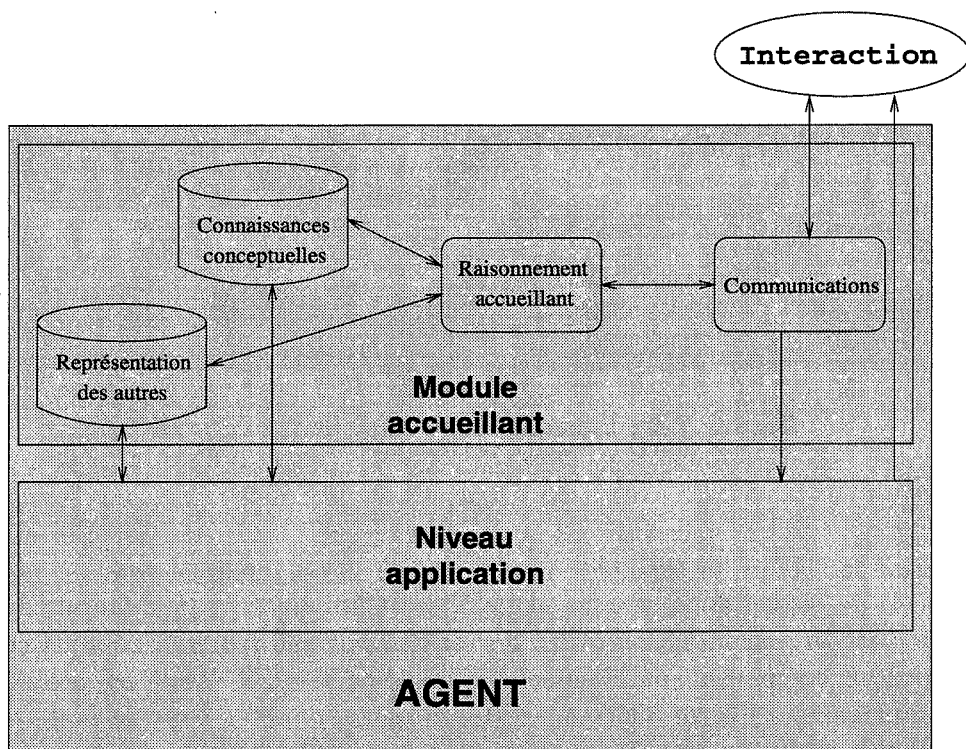 Interaction
Connaissances
conceptuelles
Raisonnement
accueillant
Communications
Représentation
des autres
Module
accueillant
Niveau
application
AGENT